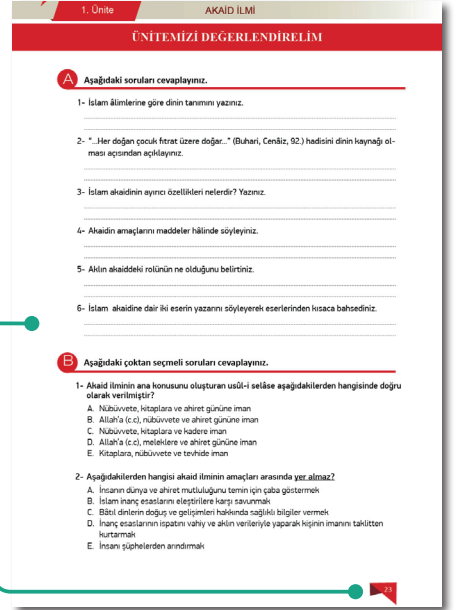 1. Ünite
AKAİD İLMİ
ÜNİTEMİZİ DEĞERLENDİRELİM
A Aşağıdaki soruları cevaplayınız.
1- İslam âlimlerine göre dinin tanımını yazınız.
2- "...Her doğan çocuk fıtrat üzere doğar..." (Buhari, Cenâiz, 92.) hadisini dinin kaynağı ol-
ması açısından açıklayınız.
3- İslam akaidinin ayırıcı özellikleri nelerdir? Yazınız.
4- Akaidin amaçlarını maddeler hâlinde söyleyiniz.
5- Aklın akaiddeki rolünün ne olduğunu belirtiniz.
6- İslam akaidine dair iki eserin yazarını söyleyerek eserlerinden kısaca bahsediniz.
B Aşağıdaki çoktan seçmeli soruları cevaplayınız.
1- Akaid ilminin ana konusunu oluşturan usûl-i selâse aşağıdakilerden hangisinde doğru
olarak verilmiştir?
A. Nübüvvete, kitaplara ve ahiret gününe iman
B. Allah'a (c.c), nübüvvete ve ahiret gününe iman
C. Nübüvvete, kitaplara ve kadere iman
D. Allah'a (c.c), meleklere ve ahiret gününe iman
E. Kitaplara, nübüvvete ve tevhide iman
2- Aşağıdakilerden hangisi akaid ilminin amaçları arasında yer almaz?
A. İnsanın dünya ve ahiret mutluluğunu temin için çaba göstermek
B. İslam inanç esaslarını eleştirilere karşı savunmak
C. Bâtıl dinlerin doğuş ve gelişimleri hakkında sağlıklı bilgiler vermek
D. İnanç esaslarının ispatını vahiy ve aklın verileriyle yaparak kişinin imanını taklitten
kurtarmak
E. İnsanı şüphelerden arındırmak
23